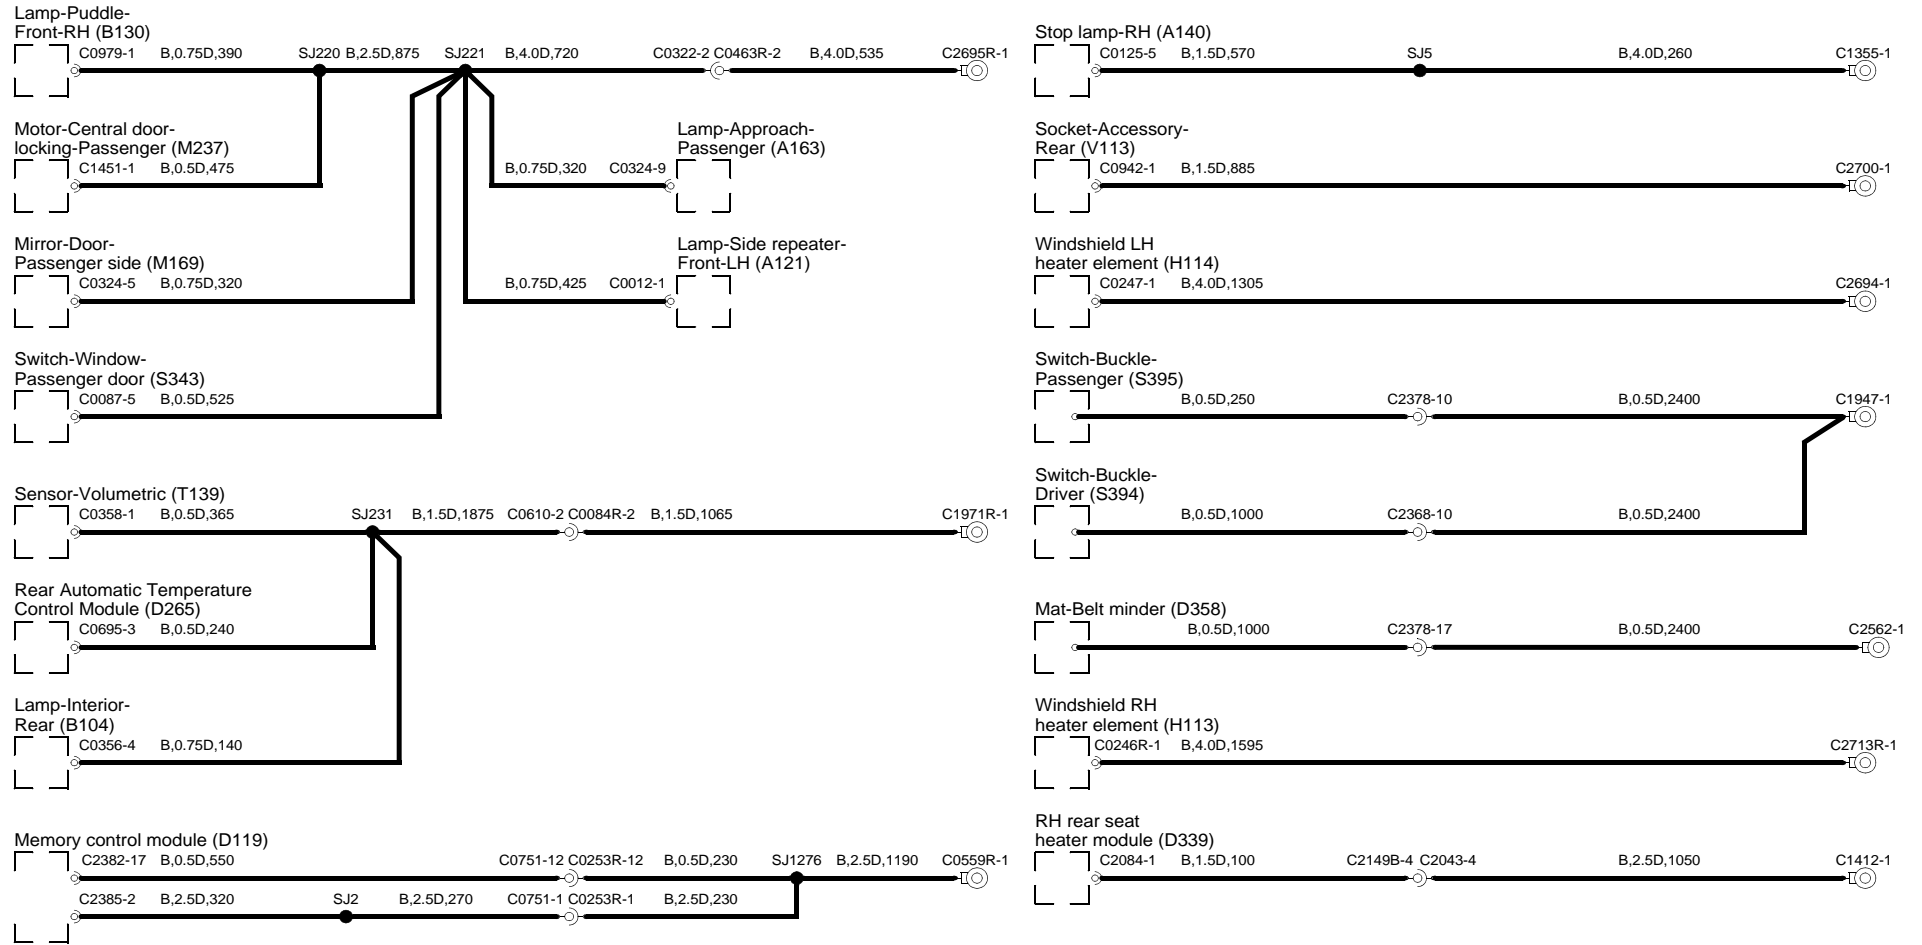 Lamp-Puddle-
Front-RH (B130)
C0979-1 B,0.75D,390 SJ220 B,2.5D,875 SJ221 B,4.0D,720 C0322-2 C0463R-2 B,4.0D,535 C2695R-1
Motor-Central door-
locking-Passenger (M237)
C1451-1 B,0.5D,475
Lamp-Approach-
Passenger (A163)
B,0.75D,320 C0324-9
Mirror-Door-
Passenger side (M169)
C0324-5 B,0.75D,320
Lamp-Side repeater-
Front-LH (A121)
B,0.75D,425 C0012-1
Switch-Window-
Passenger door (S343)
C0087-5 B,0.5D,525
Sensor-Volumetric (T139)
C0358-1 B,0.5D,365 SJ231 B,1.5D,1875 C0610-2 C0084R-2 B,1.5D,1065 C1971R-1
Rear Automatic Temperature
Control Module (D265)
C0695-3 B,0.5D,240
Lamp-Interior-
Rear (B104)
C0356-4 B,0.75D,140
Memory control module (D119)
C2382-17 B,0.5D,550 C0751-12 C0253R-12 B,0.5D,230 SJ1276 B,2.5D,1190 C0559R-1
C2385-2 B,2.5D,320 SJ2 B,2.5D,270 C0751-1 C0253R-1 B,2.5D,230
Stop lamp-RH (A140)
C0125-5 B,1.5D,570 SJ5 B,4.0D,260 C1355-1
Socket-Accessory-
Rear (V113)
C0942-1 B,1.5D,885 C2700-1
Windshield LH
heater element (H114)
C0247-1 B,4.0D,1305 C2694-1
Switch-Buckle-
Passenger (S395)
B,0.5D,250 C2378-10 B,0.5D,2400 C1947-1
Switch-Buckle-
Driver (S394)
B,0.5D,1000 C2368-10 B,0.5D,2400
Mat-Belt minder (D358)
B,0.5D,1000 C2378-17 B,0.5D,2400 C2562-1
Windshield RH
heater element (H113)
C0246R-1 B,4.0D,1595 C2713R-1
RH rear seat
heater module (D339)
C2084-1 B,1.5D,100 C2149B-4 C2043-4 B,2.5D,1050 C1412-1